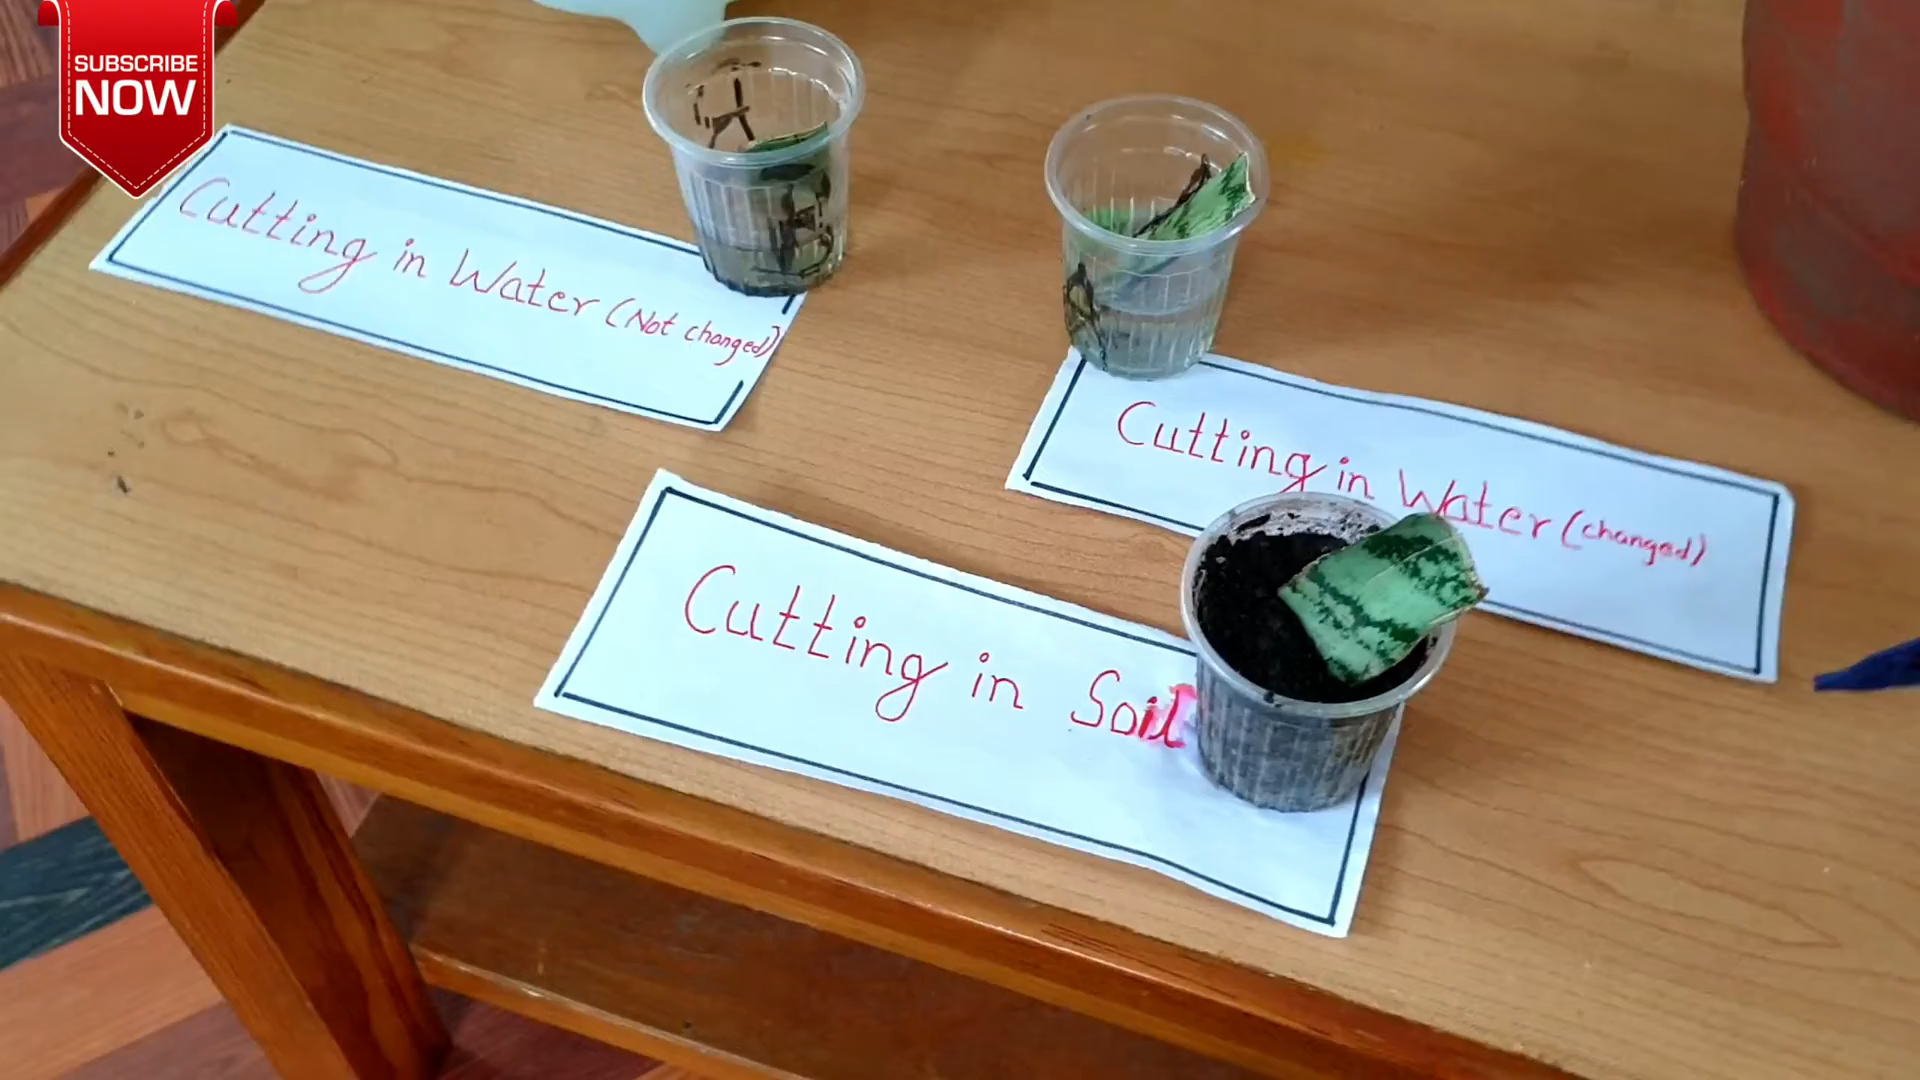 SUBSCRIBE
NOW
Cutting in Water (Not changed)
Cutting in Water (changed)
Cutting in Soil